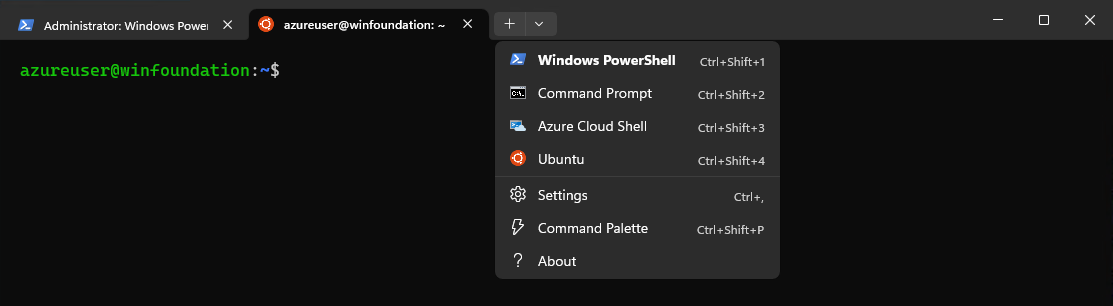 Administrator: Windows Power
azureuser@winfoundation: ~
azureuser@winfoundation:~$
Windows PowerShell Ctrl+Shift+1
Command Prompt Ctrl+Shift+2
Azure Cloud Shell Ctrl+Shift+3
Ubuntu Ctrl+Shift+4
Settings Ctrl+,
Command Palette Ctrl+Shift+P
About